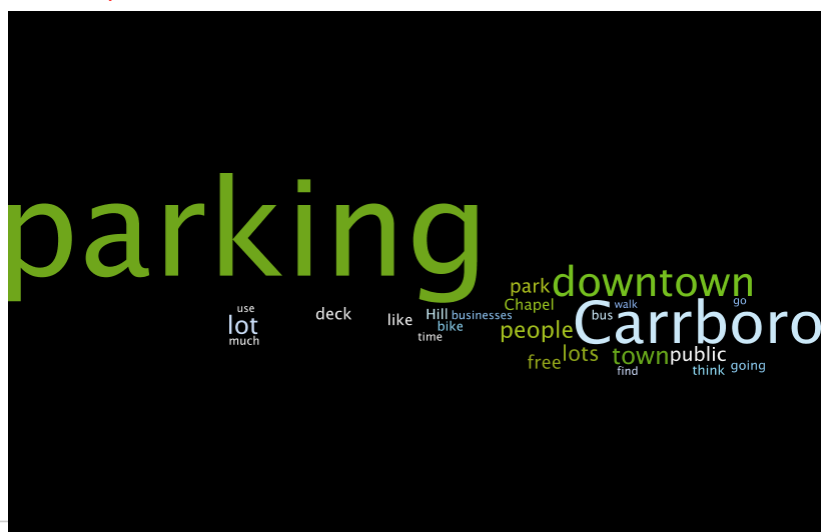 parking
park
downtown
Chapel
walk
go
use
deck
like
Hill
businesses
bus
Carrboro
lot
bike
people
much
time
free
lots
town
public
find
think
going